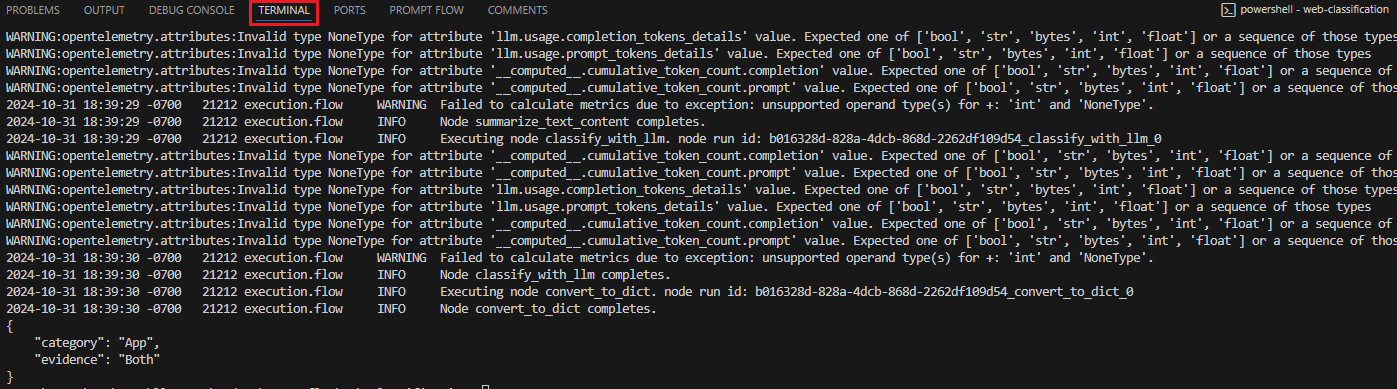 PROBLEMS OUTPUT DEBUG CONSOLE TERMINAL PORTS PROMPT FLOW COMMENTS powershell - web-classification
WARNING:opentelemetry.attributes:Invalid type NoneType for attribute 'llm.usage.completion_tokens_details' value. Expected one of ['bool', 'str', 'bytes', 'int', 'float'] or a sequence of those types
WARNING:opentelemetry.attributes:Invalid type NoneType for attribute 'llm.usage.prompt_tokens_details' value. Expected one of ['bool', 'str', 'bytes', 'int', 'float'] or a sequence of those types
WARNING:opentelemetry.attributes:Invalid type NoneType for attribute '__computed__.cumulative_token_count.completion' value. Expected one of ['bool', 'str', 'bytes', 'int', 'float'] or a sequence of
WARNING:opentelemetry.attributes:Invalid type NoneType for attribute '__computed__.cumulative_token_count.prompt' value. Expected one of ['bool', 'str', 'bytes', 'int', 'float'] or a sequence of thos
2024-10-31 18:39:29 -0700 21212 execution.flow WARNING Failed to calculate metrics due to exception: unsupported operand type(s) for +: 'int' and 'NoneType'.
2024-10-31 18:39:29 -0700 21212 execution.flow INFO Node summarize_text_content completes.
2024-10-31 18:39:29 -0700 21212 execution.flow INFO Executing node classify_with_llm. node run id: b016328d-828a-4dcb-868d-2262df109d54_classify_with_llm_0
WARNING:opentelemetry.attributes:Invalid type NoneType for attribute '__computed__.cumulative_token_count.completion' value. Expected one of ['bool', 'str', 'bytes', 'int', 'float'] or a sequence of
WARNING:opentelemetry.attributes:Invalid type NoneType for attribute '__computed__.cumulative_token_count.prompt' value. Expected one of ['bool', 'str', 'bytes', 'int', 'float'] or a sequence of thos
WARNING:opentelemetry.attributes:Invalid type NoneType for attribute 'llm.usage.completion_tokens_details' value. Expected one of ['bool', 'str', 'bytes', 'int', 'float'] or a sequence of those types
WARNING:opentelemetry.attributes:Invalid type NoneType for attribute 'llm.usage.prompt_tokens_details' value. Expected one of ['bool', 'str', 'bytes', 'int', 'float'] or a sequence of those types
WARNING:opentelemetry.attributes:Invalid type NoneType for attribute '__computed__.cumulative_token_count.completion' value. Expected one of ['bool', 'str', 'bytes', 'int', 'float'] or a sequence of
WARNING:opentelemetry.attributes:Invalid type NoneType for attribute '__computed__.cumulative_token_count.prompt' value. Expected one of ['bool', 'str', 'bytes', 'int', 'float'] or a sequence of thos
2024-10-31 18:39:30 -0700 21212 execution.flow WARNING Failed to calculate metrics due to exception: unsupported operand type(s) for +: 'int' and 'NoneType'.
2024-10-31 18:39:30 -0700 21212 execution.flow INFO Node classify_with_llm completes.
2024-10-31 18:39:30 -0700 21212 execution.flow INFO Executing node convert_to_dict. node run id: b016328d-828a-4dcb-868d-2262df109d54_convert_to_dict_0
2024-10-31 18:39:30 -0700 21212 execution.flow INFO Node convert_to_dict completes.
{
"category": "App",
"evidence": "Both"
}